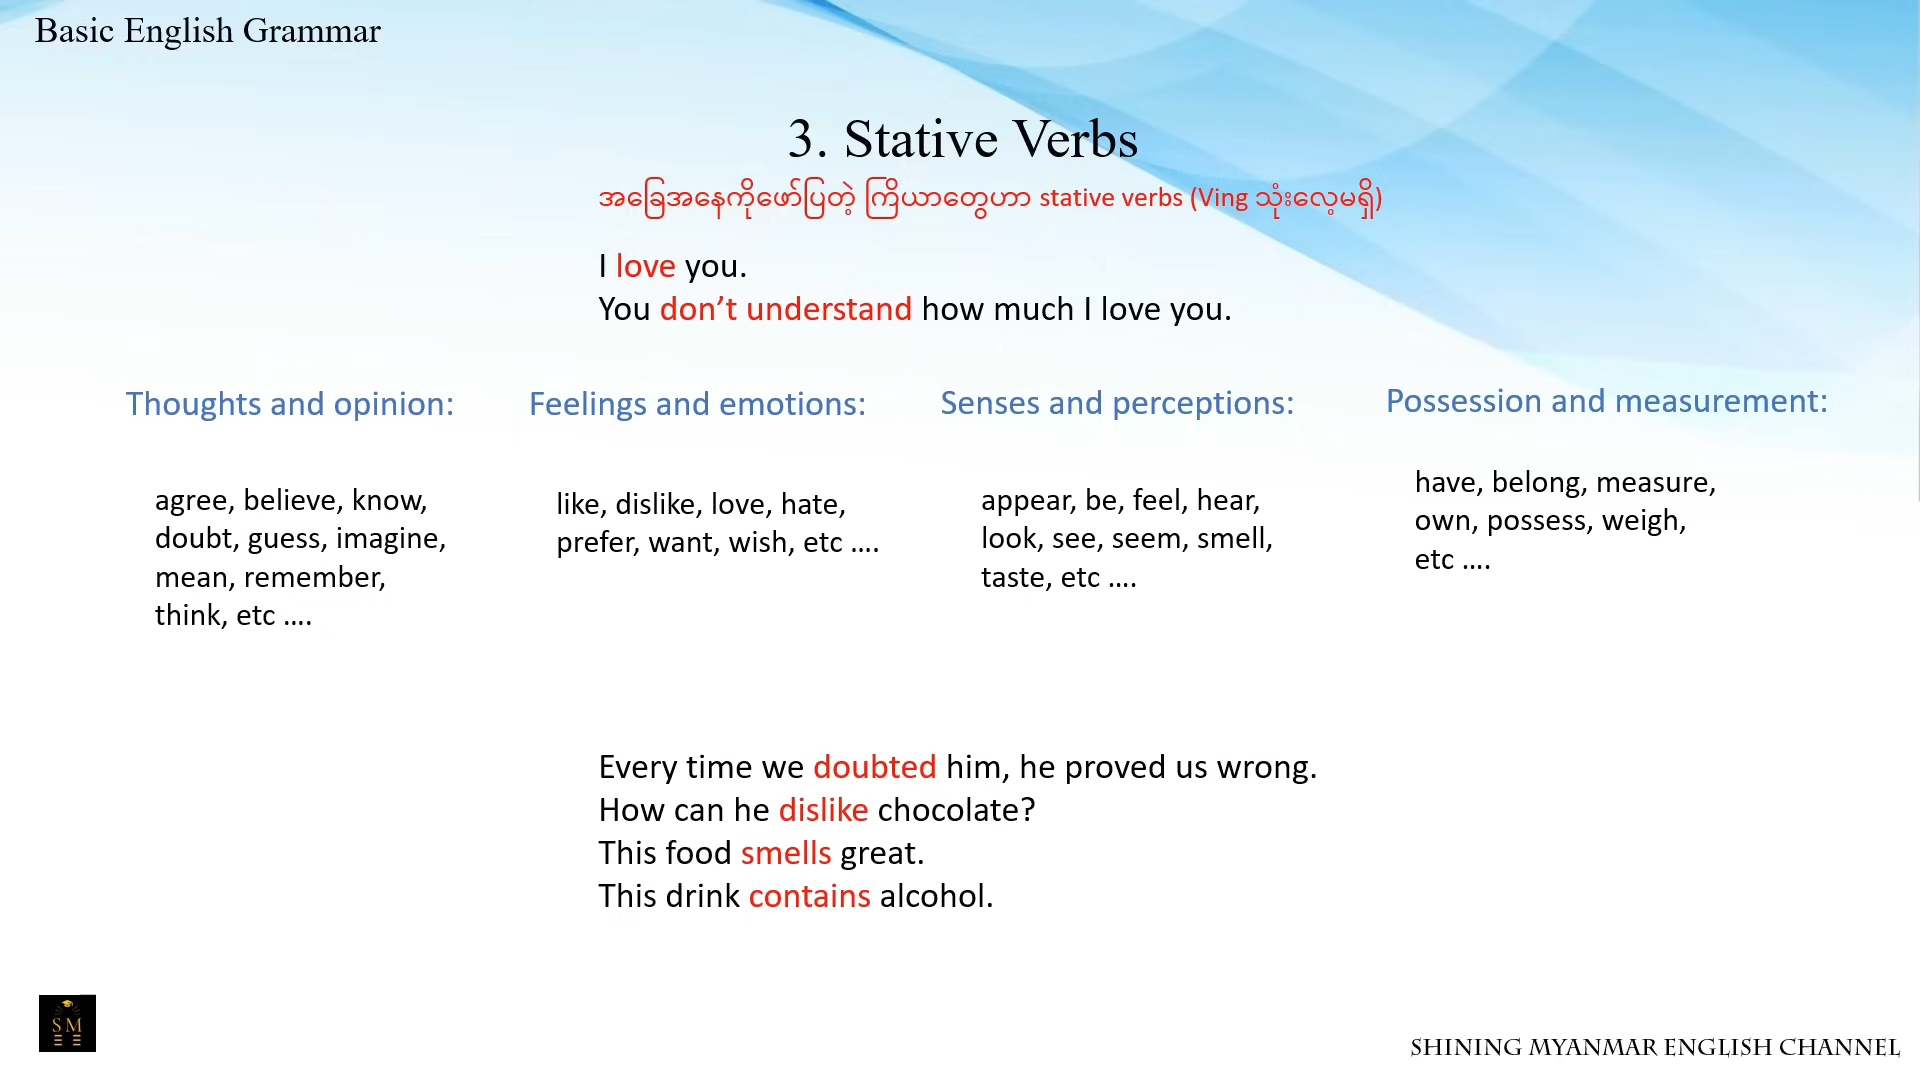 Basic English Grammar
3. Stative Verbs
အခြေအနေကိုဖော်ပြတဲ့ ကြိယာတွေဟာ stative verbs (Ving သုံးလေ့မရှိ)
I love you.
You don’t understand how much I love you.
Thoughts and opinion:
agree, believe, know,
doubt, guess, imagine,
mean, remember,
think, etc ….
Feelings and emotions:
like, dislike, love, hate,
prefer, want, wish, etc ….
Senses and perceptions:
appear, be, feel, hear,
look, see, seem, smell,
taste, etc ….
Possession and measurement:
have, belong, measure,
own, possess, weigh,
etc ….
Every time we doubted him, he proved us wrong.
How can he dislike chocolate?
This food smells great.
This drink contains alcohol.
SM
SHINING MYANMAR ENGLISH CHANNEL